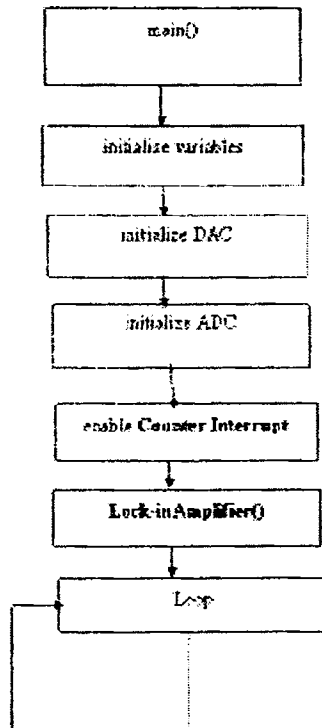 main()
initialize variables
initialize DAC
initialize ADC
enable Counter Interrupt
Lock-inAmplifier()
Loop